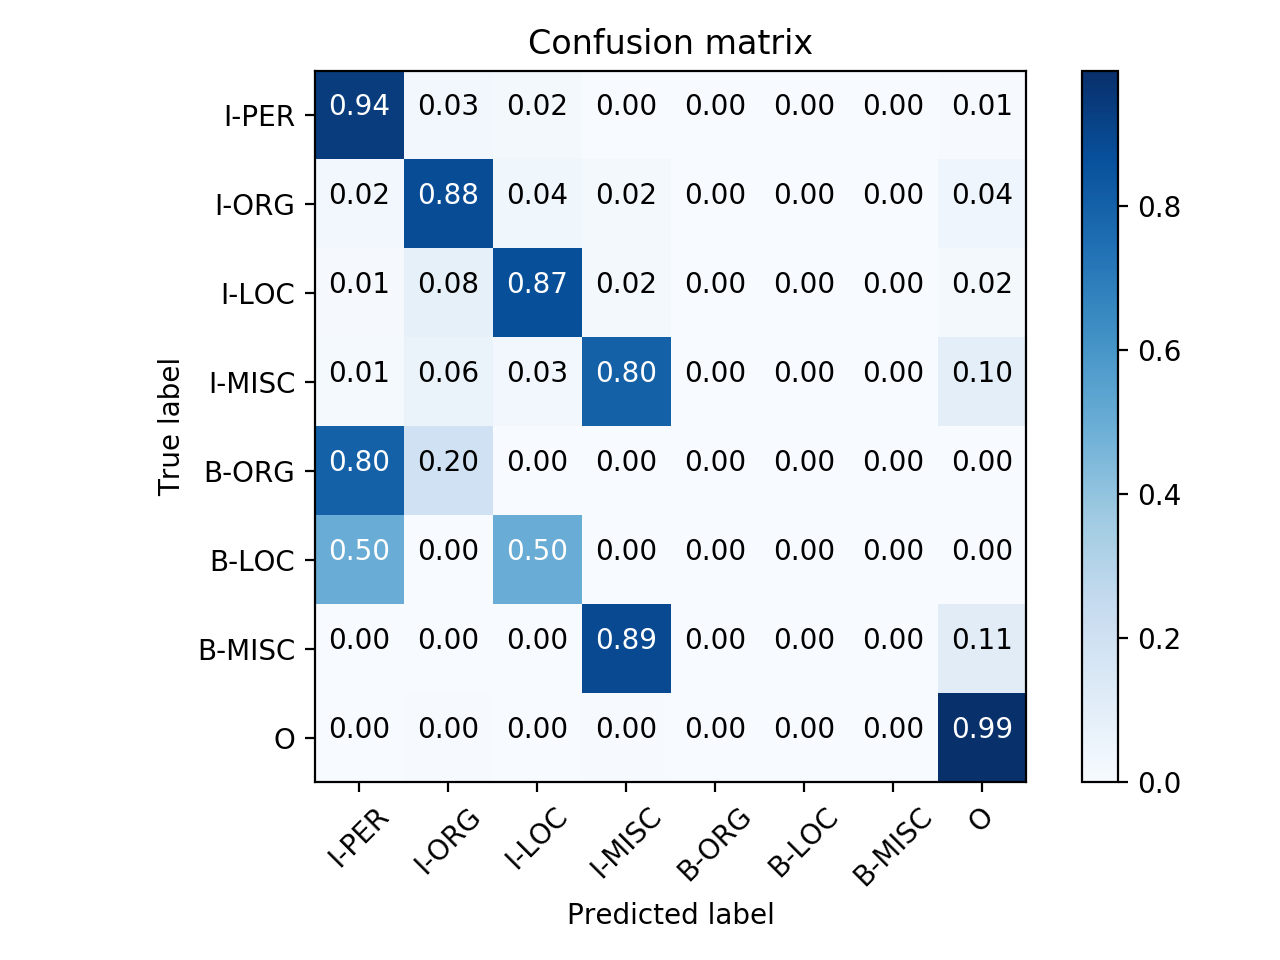 Confusion matrix
I-PER 0.94 0.03 0.02 0.00 0.00 0.00 0.00 0.01
I-ORG 0.02 0.88 0.04 0.02 0.00 0.00 0.00 0.04
I-LOC 0.01 0.08 0.87 0.02 0.00 0.00 0.00 0.02
I-MISC 0.01 0.06 0.03 0.80 0.00 0.00 0.00 0.10
B-ORG 0.80 0.20 0.00 0.00 0.00 0.00 0.00 0.00
B-LOC 0.50 0.00 0.50 0.00 0.00 0.00 0.00 0.00
B-MISC 0.00 0.00 0.00 0.89 0.00 0.00 0.00 0.11
O 0.00 0.00 0.00 0.00 0.00 0.00 0.00 0.99
True label
I-PER I-ORG I-LOC I-MISC B-ORG B-LOC B-MISC O
Predicted label
0.8
0.6
0.4
0.2
0.0